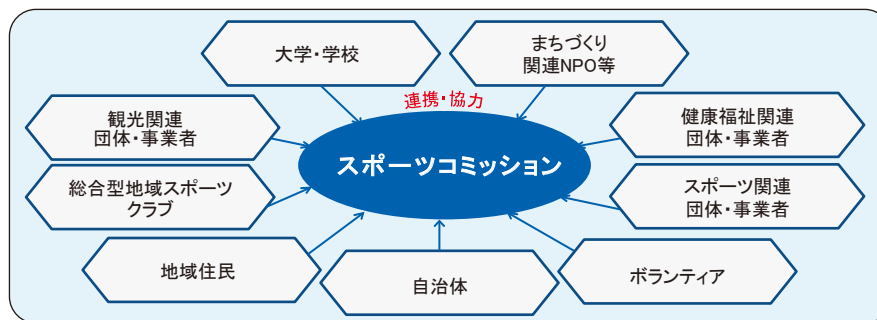 大学・学校
まちづくり
関連NPO等
連携・協力
観光関連
団体・事業者
健康福祉関連
団体・事業者
スポーツコミッション
総合型地域スポーツ
クラブ
スポーツ関連
団体・事業者
地域住民
自治体
ボランティア